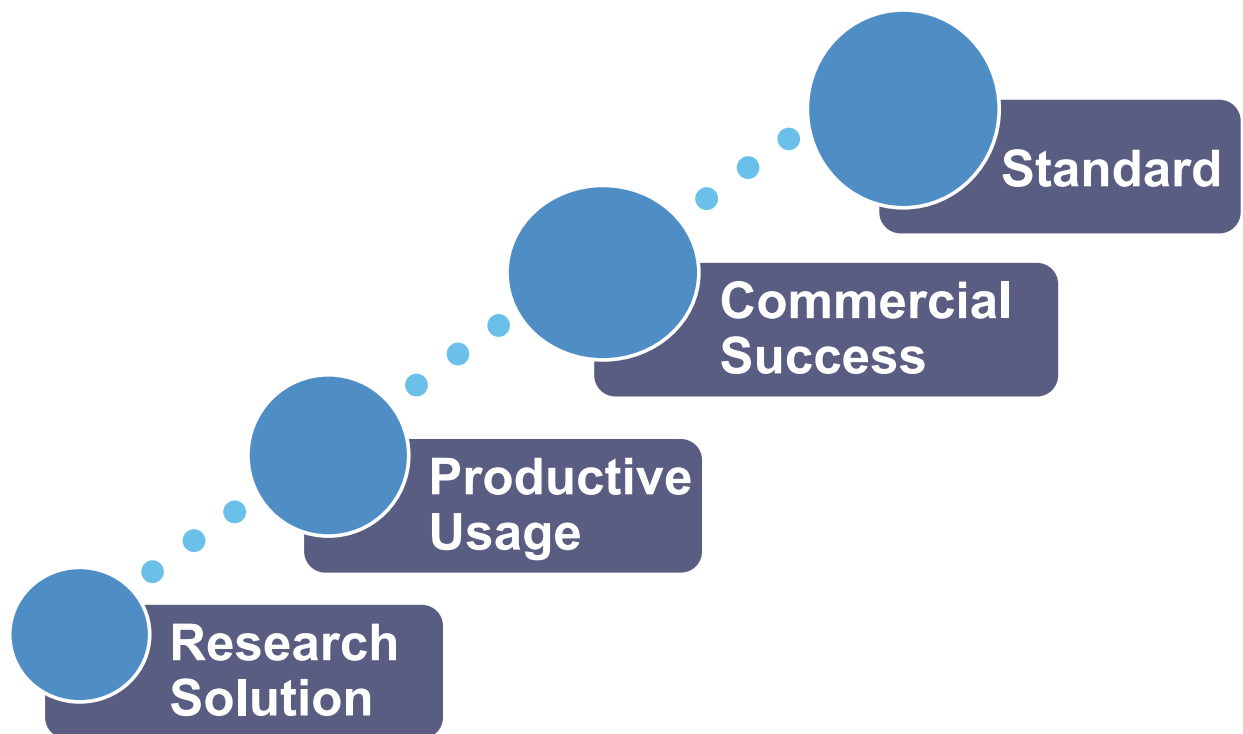 Standard
Commercial
Success
Productive
Usage
Research
Solution